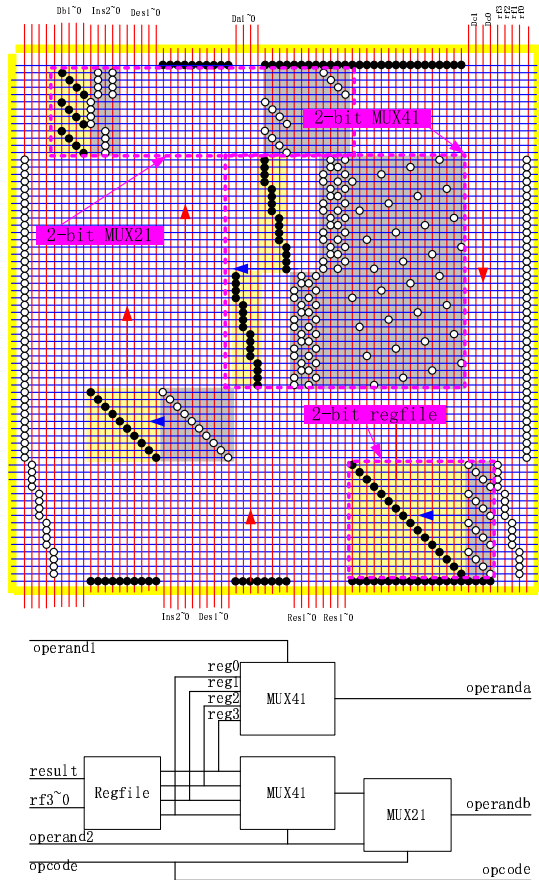 Dbl~0 Ins2~0 Des1~0 Dal~0 Dc1 Dc0 rf3 rf2 rf1 rf0
2-bit MUX41
2-bit MUX21
2-bit regfile
Ins2~0 Des1~0 Res1~0 Res1~0
operand1
reg0
reg1
reg2
reg3
MUX41
operanda
result
rf3~0
Regfile
MUX41
MUX21
operandb
operand2
opcode
opcode